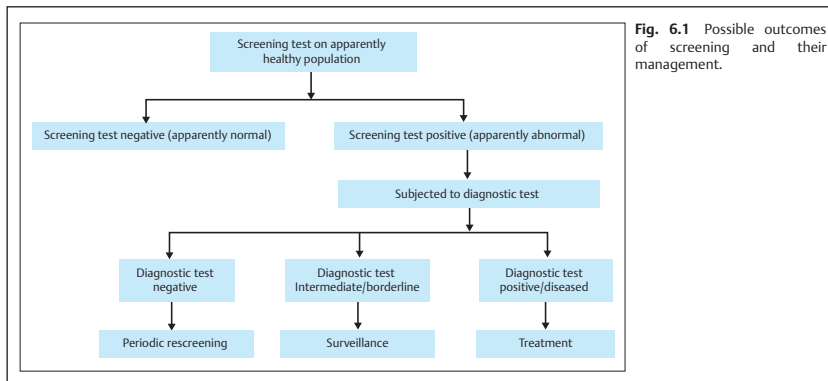 Fig. 6.1 Possible outcomes
of screening and their
management.
Screening test on apparently
healthy population
Screening test negative (apparently normal)
Screening test positive (apparently abnormal)
Subjected to diagnostic test
Diagnostic test
negative
Diagnostic test
Intermediate/borderline
Diagnostic test
positive/diseased
Periodic rescreening
Surveillance
Treatment